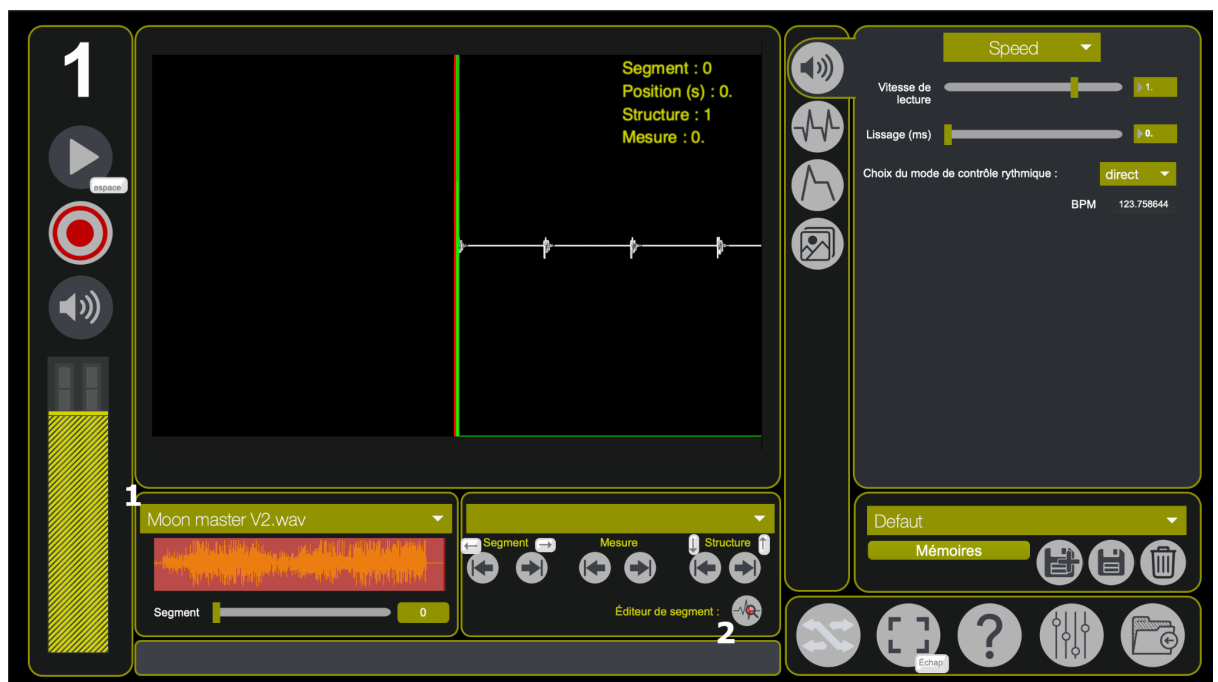 1
espace
Segment : 0
Position (s) : 0.
Structure : 1
Mesure : 0.
Speed
Vitesse de
lecture
1.
Lissage (ms)
0.
Choix du mode de contrôle rythmique :
direct
BPM
123.758644
1
Moon master V2.wav
Segment
0
← Segment →
Mesure
↓ Structure ↑
Éditeur de segment :
2
Defaut
Mémoires
Échap
?